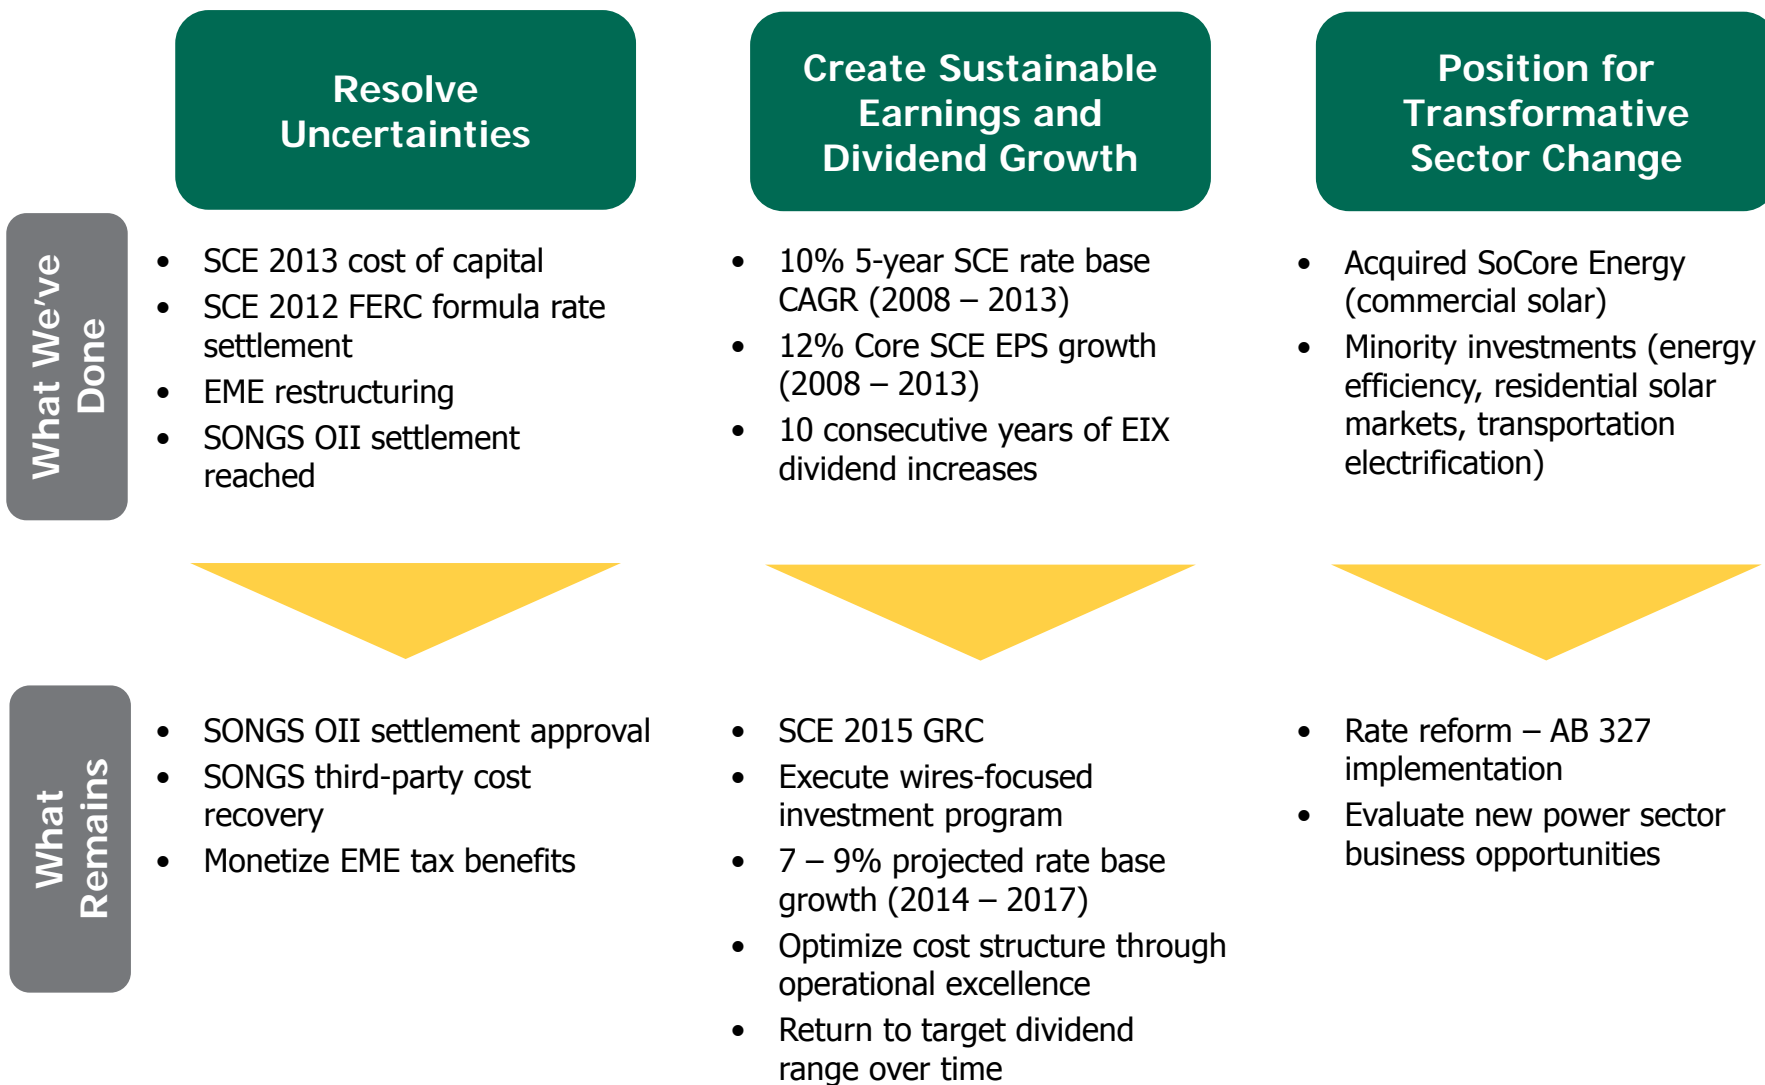 Resolve
Uncertainties
Create Sustainable
Earnings and
Dividend Growth
Position for
Transformative
Sector Change
What We've
Done
• SCE 2013 cost of capital
• SCE 2012 FERC formula rate
settlement
• EME restructuring
• SONGS OII settlement
reached
• 10% 5-year SCE rate base
CAGR (2008 – 2013)
• 12% Core SCE EPS growth
(2008 – 2013)
• 10 consecutive years of EIX
dividend increases
• Acquired SoCore Energy
(commercial solar)
• Minority investments (energy
efficiency, residential solar
markets, transportation
electrification)
What
Remains
• SONGS OII settlement approval
• SONGS third-party cost
recovery
• Monetize EME tax benefits
• SCE 2015 GRC
• Execute wires-focused
investment program
• 7 – 9% projected rate base
growth (2014 – 2017)
• Optimize cost structure through
operational excellence
• Return to target dividend
range over time
• Rate reform – AB 327
implementation
• Evaluate new power sector
business opportunities